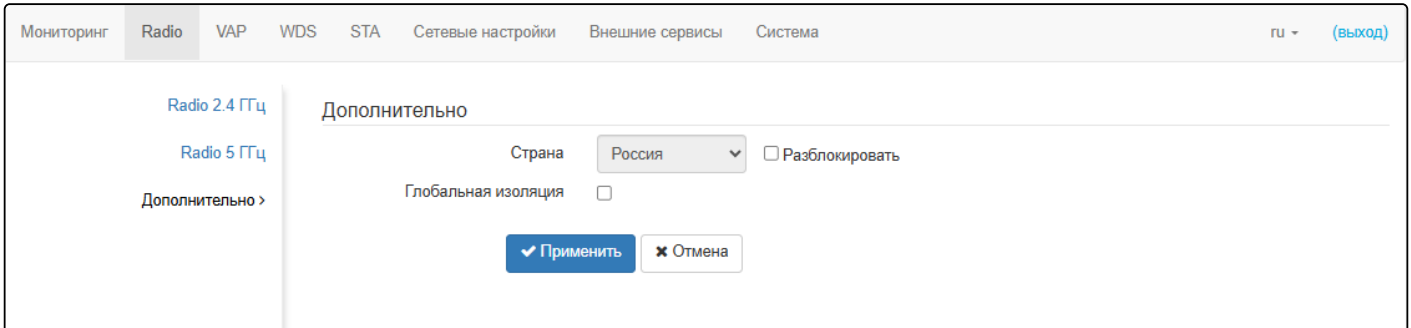 Мониторинг Radio VAP WDS STA Сетевые настройки Внешние сервисы Система ru (выход)
Radio 2.4 ГГц
Дополнительно
Radio 5 ГГц
Страна Россия Разблокировать
Дополнительно >
Глобальная изоляция
Применить Отмена